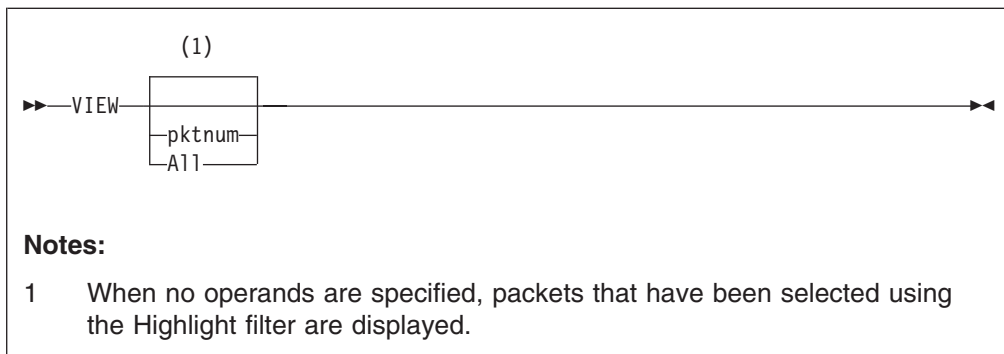 (1)
►►—VIEW
pktnum
All
Notes:
1 When no operands are specified, packets that have been selected using
the Highlight filter are displayed.